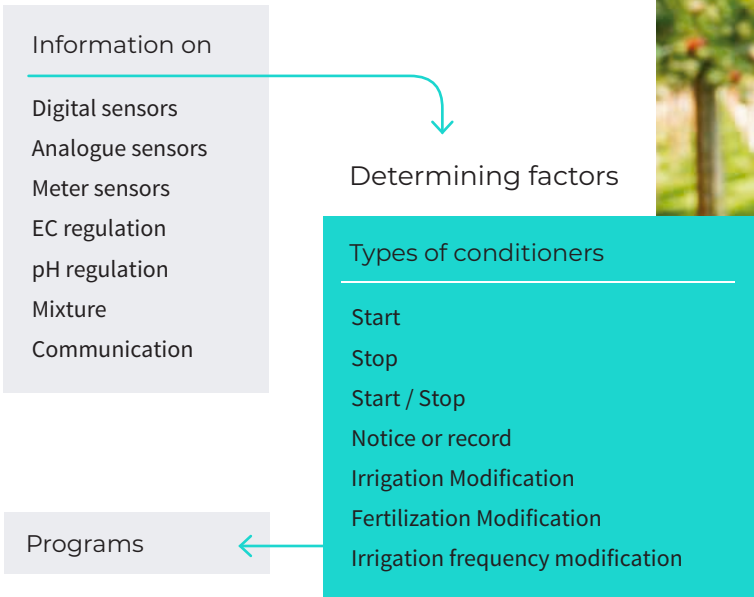 Information on
Digital sensors
Analogue sensors
Meter sensors
EC regulation
pH regulation
Mixture
Communication
Determining factors
Types of conditioners
Start
Stop
Start / Stop
Notice or record
Irrigation Modification
Fertilization Modification
Irrigation frequency modification
Programs